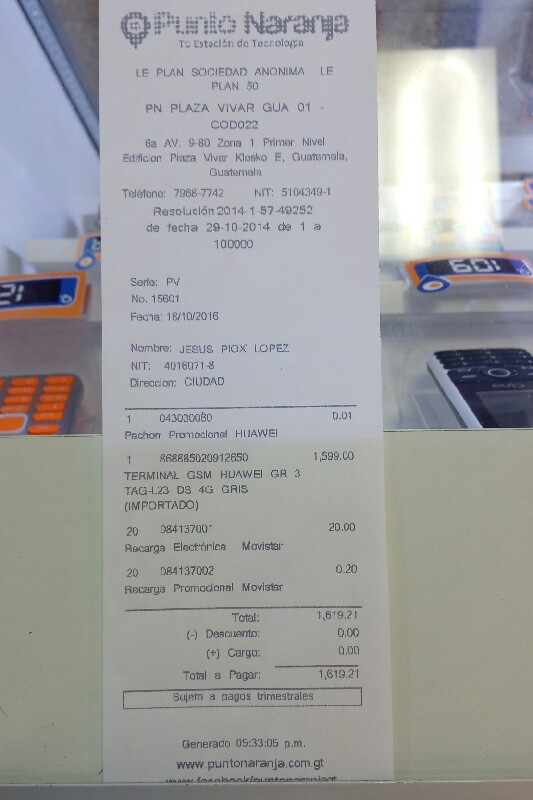 Punto Naranja
Tu Estación de Tecnología
LE PLAN SOCIEDAD ANONIMA LE
PLAN 50
PN PLAZA VIVAR GUA 01 -
COD022
6a AV. 9-80 Zona 1 Primer Nivel
Edificion Plaza Vivar Kiosko E, Guatemala,
Guatemala
Teléfono: 7968-7742 NIT: 5104349-1
Resolución 2014-1-57-49252
de fecha 29-10-2014 de 1 a
100000
Serie: PV
No. 15601
Fecha: 18/10/2016
Nombre: JESUS PIOX LOPEZ
NIT: 4016071-8
Direccion: CIUDAD
1 043030060 0.01
Pachon Promocional HUAWEI
1 868885020912650 1,599.00
TERMINAL GSM HUAWEI GR 3
TAG-L23 DS 4G GRIS
(IMPORTADO)
20 084137001 20.00
Recarga Electrónica Movistar
20 084137002 0.20
Recarga Promocional Movistar
Total: 1,619.21
(-) Descuento: 0.00
(+) Cargo: 0.00
Total a Pagar: 1,619.21
Sujeto a pagos trimestrales
Generado 05:33:05 p.m.
www.puntonaranja.com.gt
109